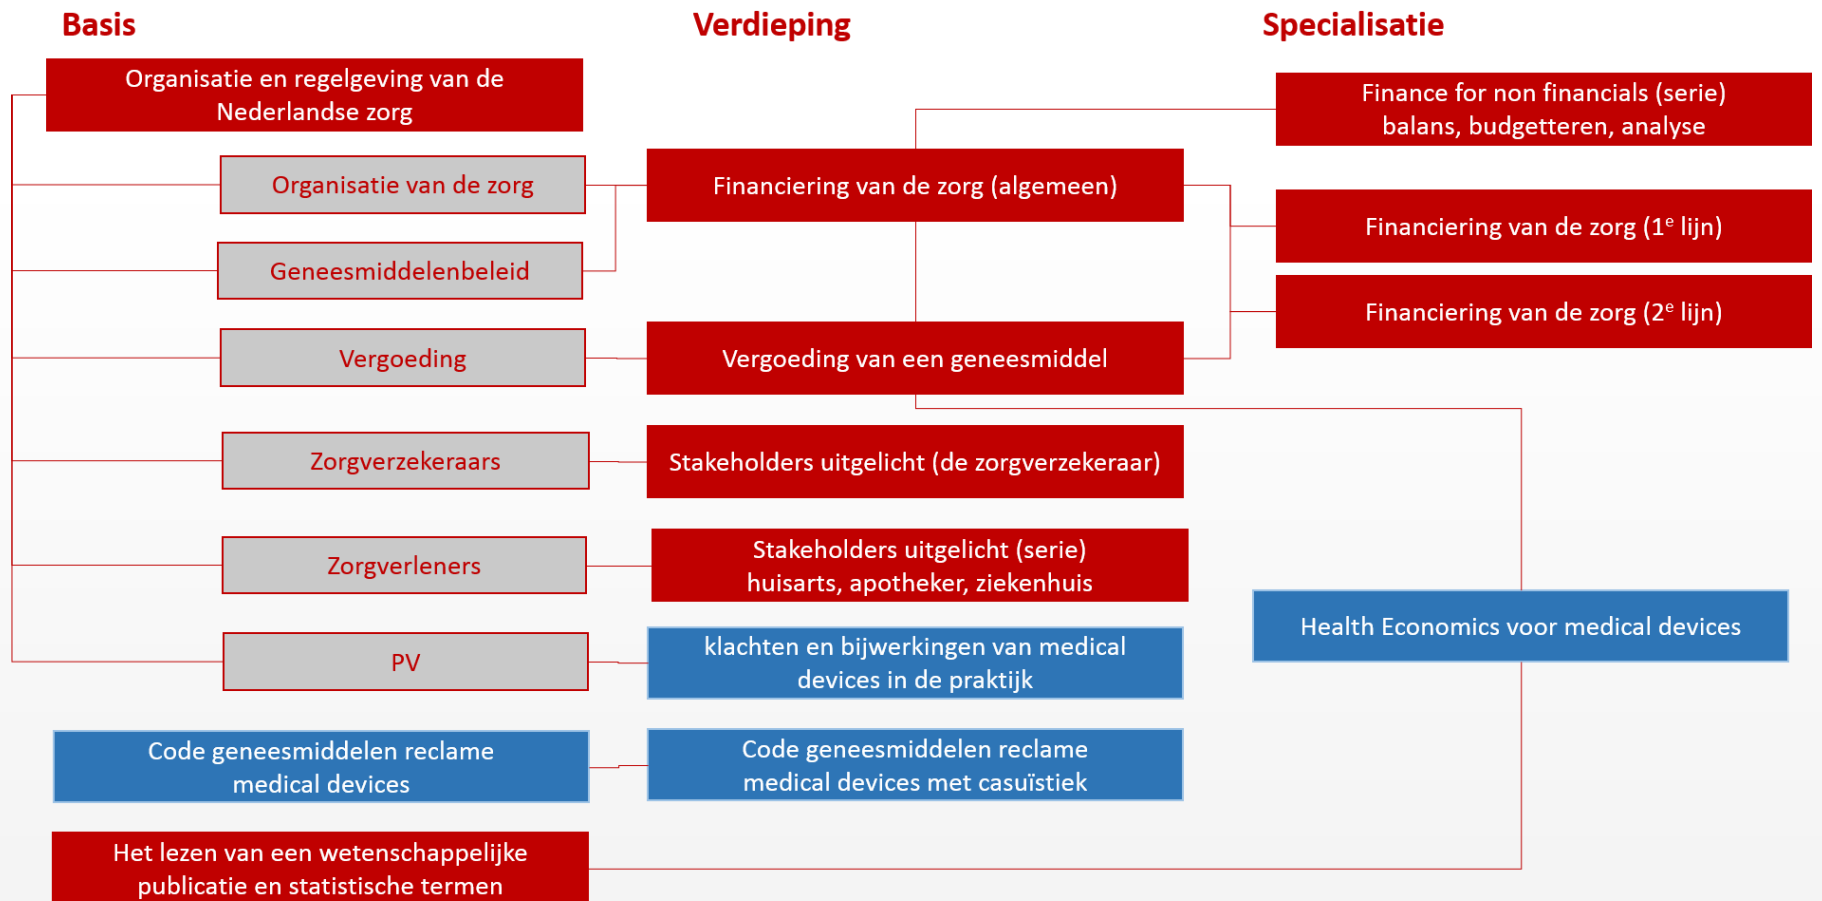 Basis
Organisatie en regelgeving van de
Nederlandse zorg
Organisatie van de zorg
Geneesmiddelenbeleid
Vergoeding
Zorgverzekeraars
Zorgverleners
PV
Code geneesmiddelen reclame
medical devices
Het lezen van een wetenschappelijke
publicatie en statistische termen
Verdieping
Financiering van de zorg (algemeen)
Vergoeding van een geneesmiddel
Stakeholders uitgelicht (de zorgverzekeraar)
Stakeholders uitgelicht (serie)
huisarts, apotheker, ziekenhuis
klachten en bijwerkingen van medical
devices in de praktijk
Code geneesmiddelen reclame
medical devices met casuïstiek
Specialisatie
Finance for non financials (serie)
balans, budgetteren, analyse
Financiering van de zorg (1e lijn)
Financiering van de zorg (2e lijn)
Health Economics voor medical devices